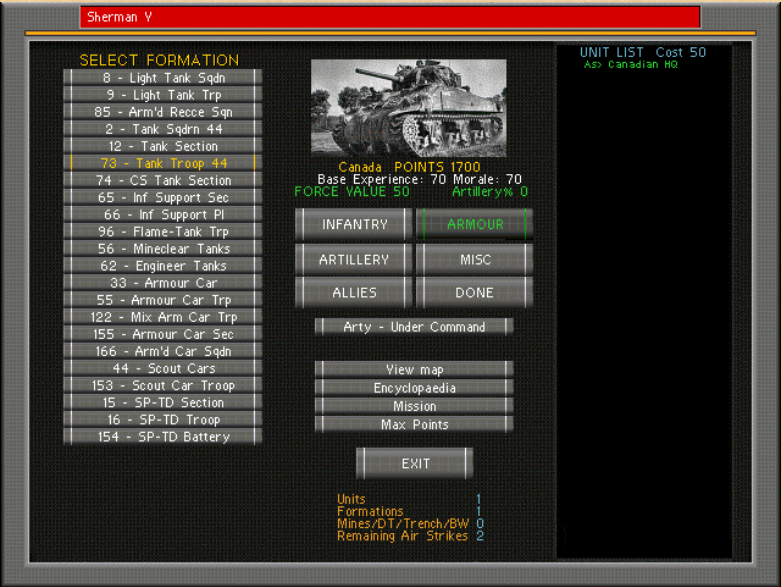 Sherman V
SELECT FORMATION
8 - Light Tank Sqdn
9 - Light Tank Trp
85 - Arm'd Recce Sqn
2 - Tank Sqdrn 44
12 - Tank Section
73 - Tank Troop 44
74 - CS Tank Section
65 - Inf Support Sec
66 - Inf Support Pl
96 - Flame-Tank Trp
56 - Mineclear Tanks
62 - Engineer Tanks
33 - Armour Car
55 - Armour Car Trp
122 - Mix Arm Car Trp
155 - Armour Car Sec
166 - Arm'd Car Sqdn
44 - Scout Cars
153 - Scout Car Troop
15 - SP-TD Section
16 - SP-TD Troop
154 - SP-TD Battery
Canada POINTS 1700
Base Experience: 70 Morale: 70
FORCE VALUE 50 Artillery% 0
INFANTRY ARMOUR
ARTILLERY MISC
ALLIES DONE
Arty - Under Command
View map
Encyclopaedia
Mission
Max Points
EXIT
Units 1
Formations 1
Mines/DT/Trench/BW 0
Remaining Air Strikes 2
UNIT LIST Cost 50
As> Canadian HQ